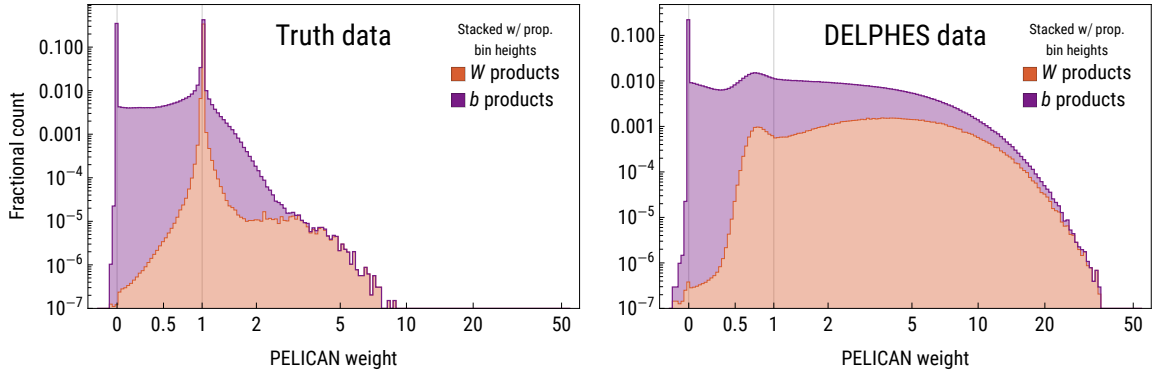 Truth data
Stacked w/ prop.
bin heights
W products
b products
Fractional count
0.100
0.010
0.001
10⁻⁴
10⁻⁵
10⁻⁶
10⁻⁷
0 0.5 1 2 5 10 20 50
PELICAN weight
DELPHES data
Stacked w/ prop.
bin heights
W products
b products
0.100
0.010
0.001
10⁻⁴
10⁻⁵
10⁻⁶
10⁻⁷
0 0.5 1 2 5 10 20 50
PELICAN weight